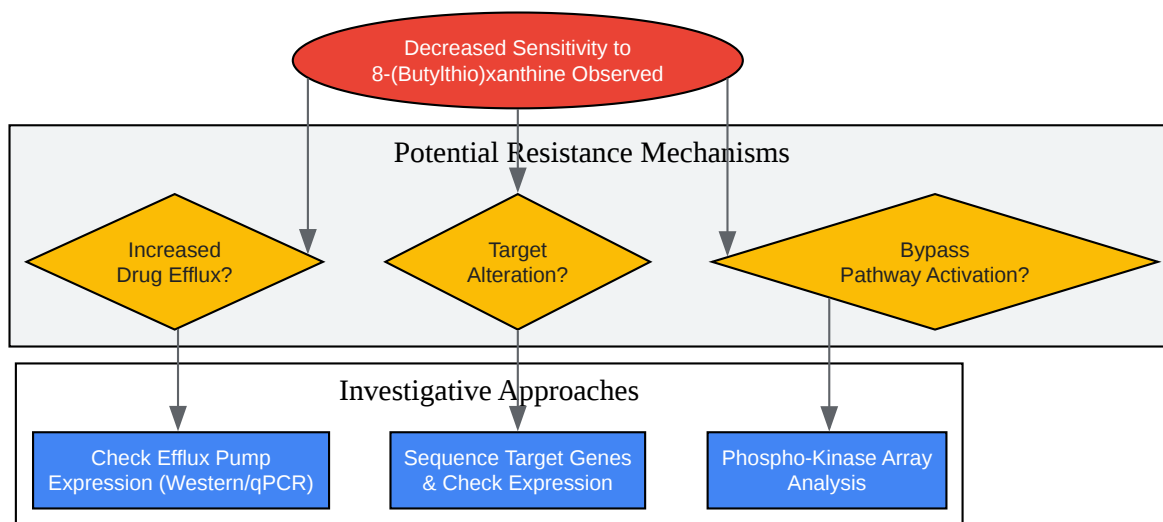 Decreased Sensitivity to
8-(Butylthio)xanthine Observed
Potential Resistance Mechanisms
Increased
Drug Efflux?
Target
Alteration?
Bypass
Pathway Activation?
Investigative Approaches
Check Efflux Pump
Expression (Western/qPCR)
Sequence Target Genes
& Check Expression
Phospho-Kinase Array
Analysis